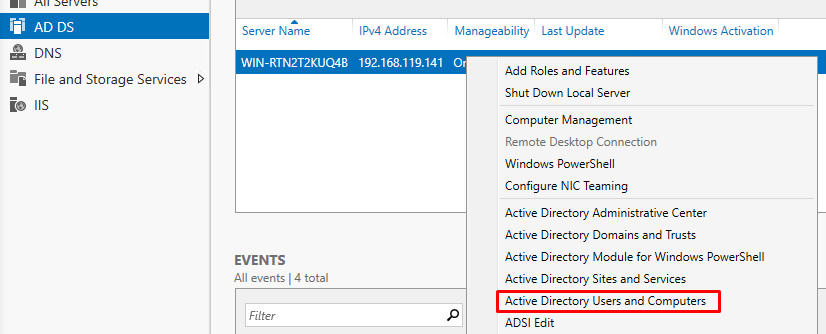 All Servers
AD DS
DNS
File and Storage Services
IIS
Server Name IPv4 Address Manageability Last Update Windows Activation
WIN-RTN2T2KUQ4B 192.168.119.141
Add Roles and Features
Shut Down Local Server
Computer Management
Remote Desktop Connection
Windows PowerShell
Configure NIC Teaming
Active Directory Administrative Center
Active Directory Domains and Trusts
Active Directory Module for Windows PowerShell
Active Directory Sites and Services
Active Directory Users and Computers
ADSI Edit
EVENTS
All events | 4 total
Filter